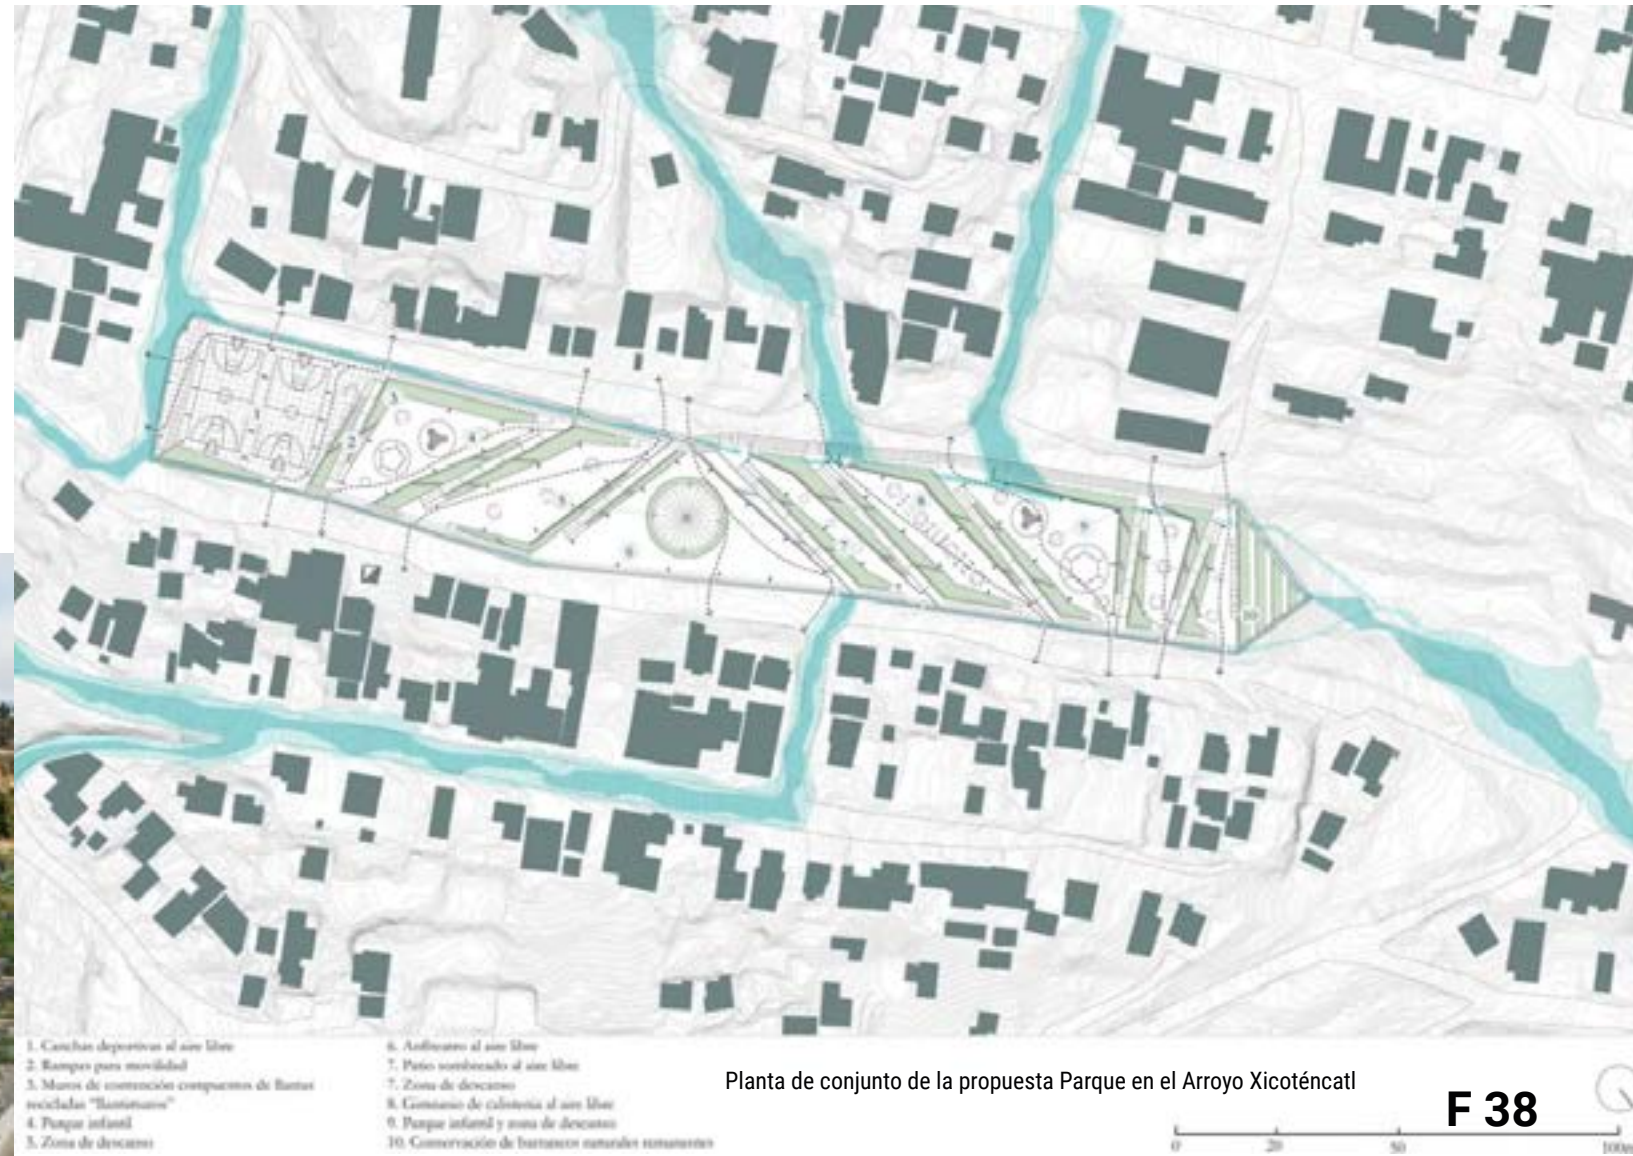 1. Canchas deportivas al aire libre
2. Rampas para movilidad
3. Muros de contención compuestos de llantas
recicladas "llantimuros"
4. Parque infantil
5. Zona de descanso
6. Anfiteatro al aire libre
7. Patio sombreado al aire libre
7. Zona de descanso
8. Gimnasio de calistenia al aire libre
9. Parque infantil y zona de descanso
10. Conservación de barrancos naturales remanentes
Planta de conjunto de la propuesta Parque en el Arroyo Xicoténcatl
F 38
0 20 50 100m